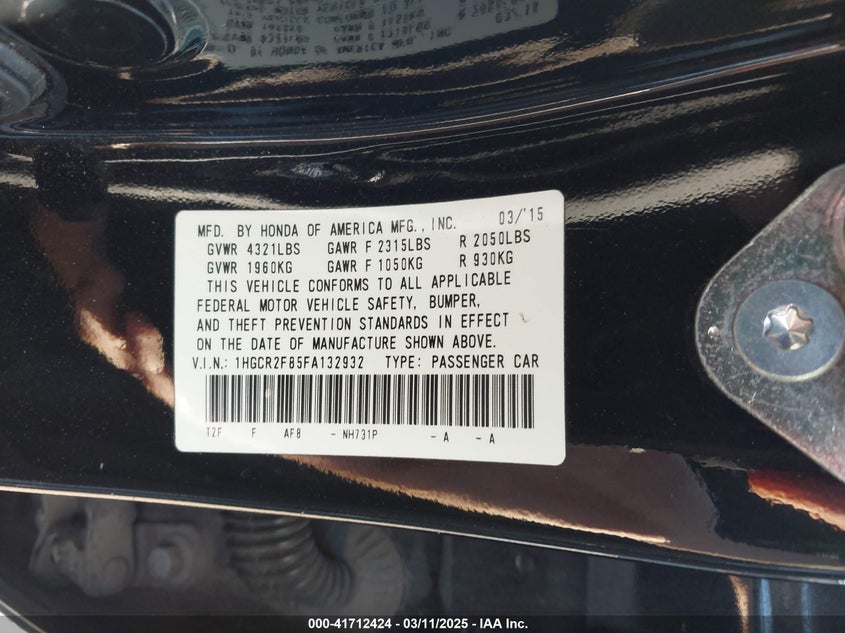 MFD. BY HONDA OF AMERICA MFG., INC. 03/'15
GVWR 4321LBS GAWR F 2315LBS R 2050LBS
GVWR 1960KG GAWR F 1050KG R 930KG
THIS VEHICLE CONFORMS TO ALL APPLICABLE
FEDERAL MOTOR VEHICLE SAFETY, BUMPER,
AND THEFT PREVENTION STANDARDS IN EFFECT
ON THE DATE OF MANUFACTURE SHOWN ABOVE.
V.I.N.: 1HGCR2F85FA132932 TYPE: PASSENGER CAR
T2F F AF8 - NH731P - A - A
000-41712424 - 03/11/2025 - IAA Inc.